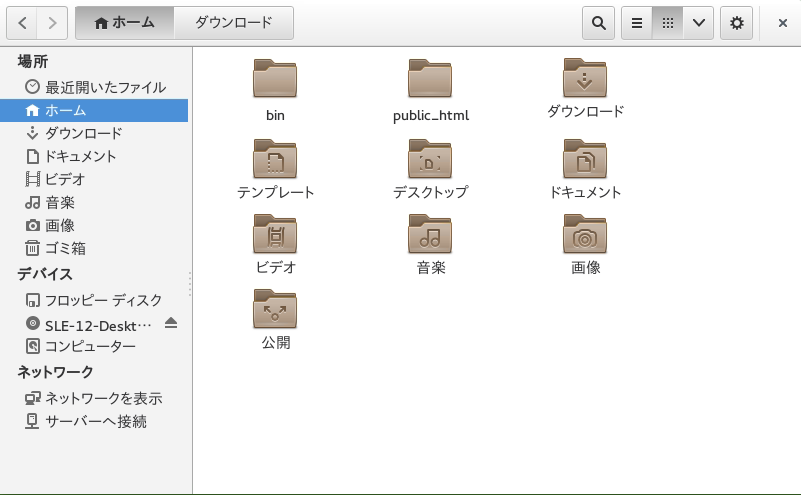 ホーム ダウンロード
場所
最近開いたファイル
ホーム
ダウンロード
ドキュメント
ビデオ
音楽
画像
ゴミ箱
デバイス
フロッピー ディスク
SLE-12-Deskt…
コンピューター
ネットワーク
ネットワークを表示
サーバーへ接続
bin public_html ダウンロード
テンプレート デスクトップ ドキュメント
ビデオ 音楽 画像
公開